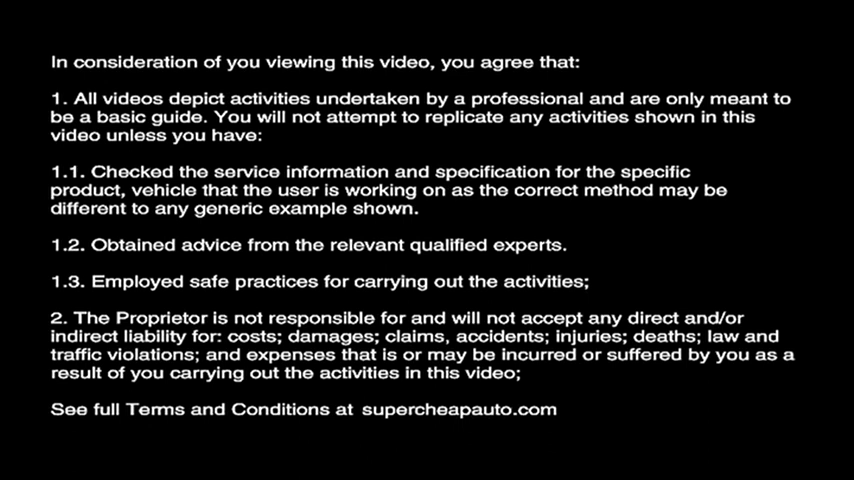 In consideration of you viewing this video, you agree that:
1. All videos depict activities undertaken by a professional and are only meant to
be a basic guide. You will not attempt to replicate any activities shown in this
video unless you have:
1.1. Checked the service information and specification for the specific
product, vehicle that the user is working on as the correct method may be
different to any generic example shown.
1.2. Obtained advice from the relevant qualified experts.
1.3. Employed safe practices for carrying out the activities;
2. The Proprietor is not responsible for and will not accept any direct and/or
indirect liability for: costs; damages; claims, accidents; injuries; deaths; law and
traffic violations; and expenses that is or may be incurred or suffered by you as a
result of you carrying out the activities in this video;
See full Terms and Conditions at supercheapauto.com